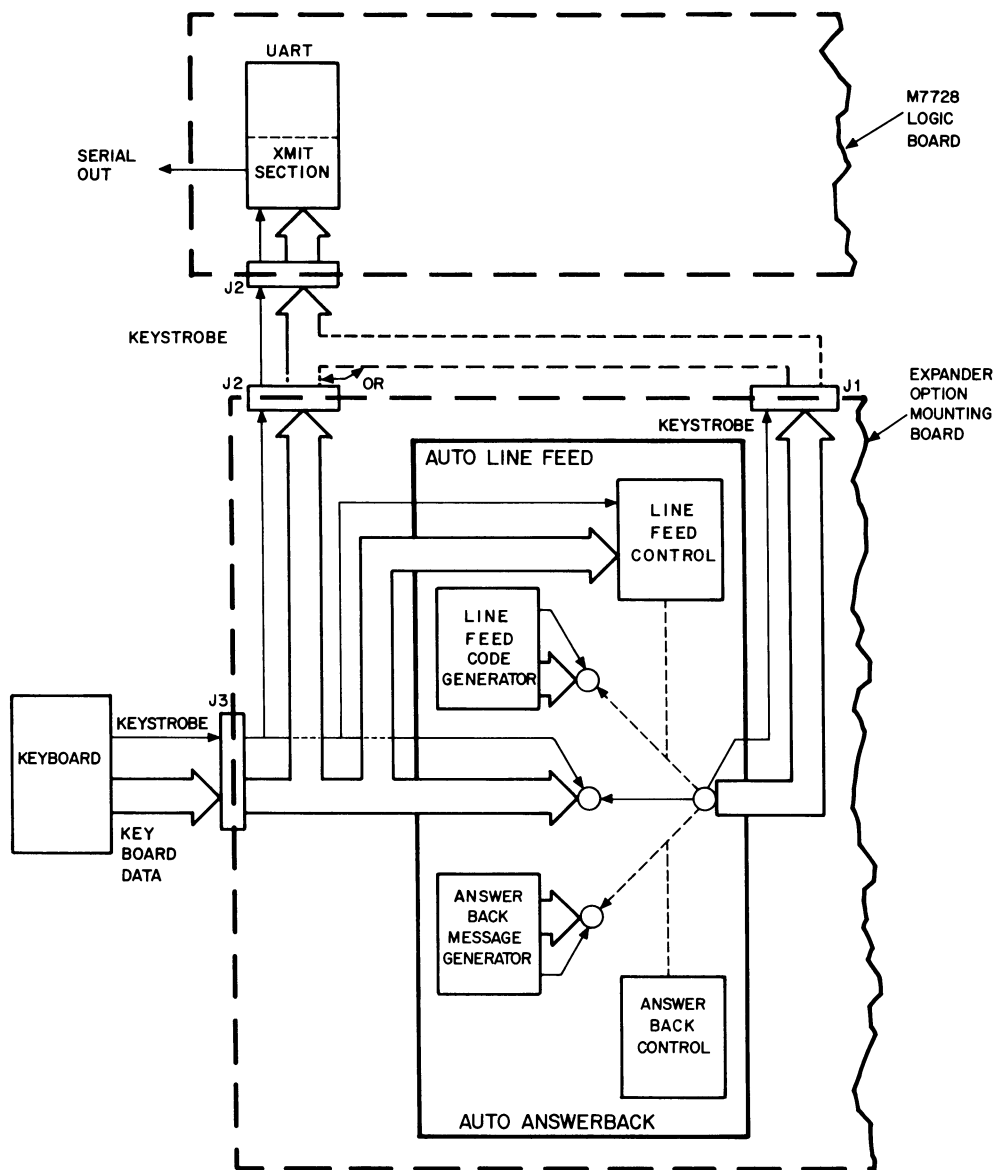 UART
XMIT
SECTION
SERIAL
OUT
M7728
LOGIC
BOARD
J2
KEYSTROBE
J2
OR
J1
EXPANDER
OPTION
MOUNTING
BOARD
KEYSTROBE
AUTO LINE FEED
LINE
FEED
CONTROL
LINE
FEED
CODE
GENERATOR
J3
KEYSTROBE
KEYBOARD
KEY
BOARD
DATA
ANSWER
BACK
MESSAGE
GENERATOR
ANSWER
BACK
CONTROL
AUTO ANSWERBACK